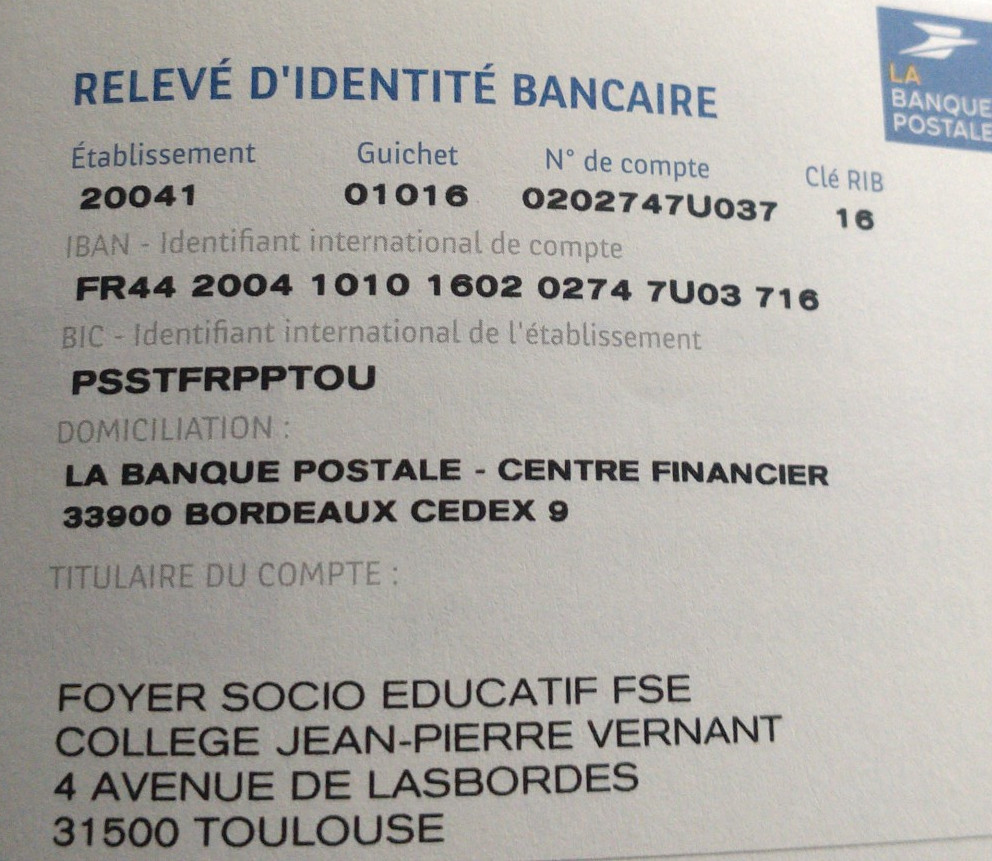 RELEVÉ D'IDENTITÉ BANCAIRE
LA
BANQUE
POSTALE
Établissement Guichet N° de compte Clé RIB
20041 01016 0202747U037 16
IBAN - Identifiant international de compte
FR44 2004 1010 1602 0274 7U03 716
BIC - Identifiant international de l'établissement
PSSTFRPPTOU
DOMICILIATION :
LA BANQUE POSTALE - CENTRE FINANCIER
33900 BORDEAUX CEDEX 9
TITULAIRE DU COMPTE :
FOYER SOCIO EDUCATIF FSE
COLLEGE JEAN-PIERRE VERNANT
4 AVENUE DE LASBORDES
31500 TOULOUSE